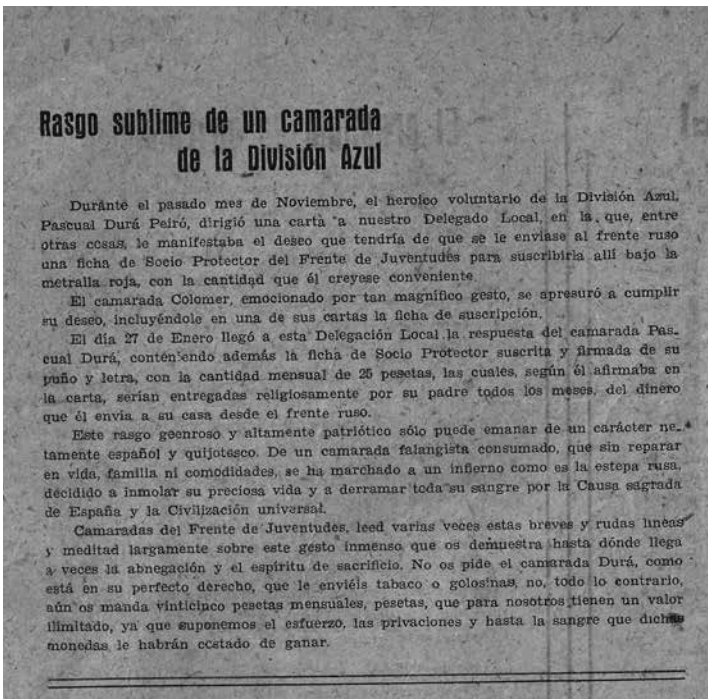 Rasgo sublime de un camarada
de la División Azul
Duránte el pasado mes de Noviembre, el heroico voluntario de la División Azul,
Pascual Durá Peiró, dirigió una carta a nuestro Delegado Local, en la que, entre
otras cosas, le manifestaba el deseo que tendría de que se le enviase al frente ruso
una ficha de Socio Protector del Frente de Juventudes para suscribirla allí bajo la
metralla roja, con la cantidad que él creyese conveniente.
El camarada Colomer, emocionado por tan magnífico gesto, se apresuró a cumplir
su deseo, incluyéndole en una de sus cartas la ficha de suscripción.
El día 27 de Enero llegó a esta Delegación Local la respuesta del camarada Pas-
cual Durá, conteniendo además la ficha de Socio Protector suscrita y firmada de su
puño y letra, con la cantidad mensual de 25 pesetas, las cuales, según él afirmaba en
la carta, serían entregadas religiosamente por su padre todos los meses, del dinero
que él envía a su casa desde el frente ruso.
Este rasgo geenroso y altamente patriótico sólo puede emanar de un carácter ne-
tamente español y quijotesco. De un camarada falangista consumado, que sin reparar
en vida, familia ni comodidades, se ha marchado a un infierno como es la estepa rusa,
decidido a inmolar su preciosa vida y a derramar toda su sangre por la Causa sagrada
de España y la Civilización universal.
Camaradas del Frente de Juventudes, leed varias veces estas breves y rudas líneas
y meditad largamente sobre este gesto inmenso que os demuestra hasta dónde llega
a veces la abnegación y el espíritu de sacrificio. No os pide el camarada Durá, como
está en su perfecto derecho, que le enviéis tabaco o golosinas, no, todo lo contrario,
aún os manda vinticinco pesetas mensuales, pesetas, que para nosotros tienen un valor
ilimitado, ya que suponemos el esfuerzo, las privaciones y hasta la sangre que dichas
monedas le habrán costado de ganar.